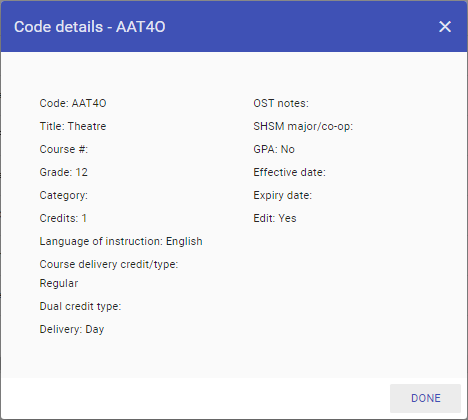 Code details - AAT4O
Code: AAT4O
Title: Theatre
Course #:
Grade: 12
Category:
Credits: 1
Language of instruction: English
Course delivery credit/type:
Regular
Dual credit type:
Delivery: Day
OST notes:
SHSM major/co-op:
GPA: No
Effective date:
Expiry date:
Edit: Yes
DONE